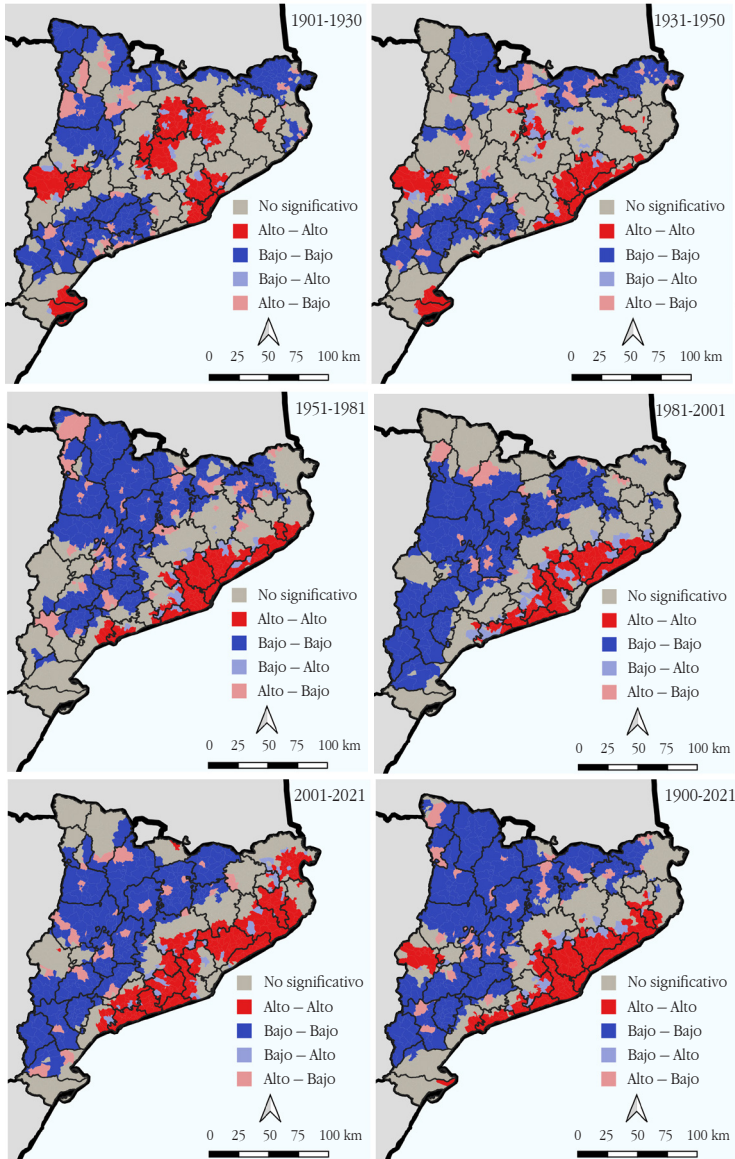 1901-1930
No significativo
Alto – Alto
Bajo – Bajo
Bajo – Alto
Alto – Bajo
0 25 50 75 100 km
1931-1950
No significativo
Alto – Alto
Bajo – Bajo
Bajo – Alto
Alto – Bajo
0 25 50 75 100 km
1951-1981
No significativo
Alto – Alto
Bajo – Bajo
Bajo – Alto
Alto – Bajo
0 25 50 75 100 km
1981-2001
No significativo
Alto – Alto
Bajo – Bajo
Bajo – Alto
Alto – Bajo
0 25 50 75 100 km
2001-2021
No significativo
Alto – Alto
Bajo – Bajo
Bajo – Alto
Alto – Bajo
0 25 50 75 100 km
1900-2021
No significativo
Alto – Alto
Bajo – Bajo
Bajo – Alto
Alto – Bajo
0 25 50 75 100 km